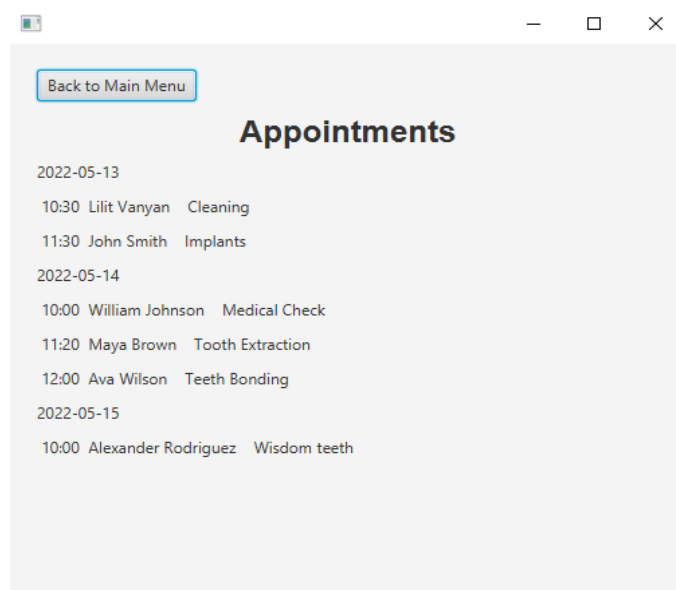 Back to Main Menu
Appointments
2022-05-13
10:30 Lilit Vanyan Cleaning
11:30 John Smith Implants
2022-05-14
10:00 William Johnson Medical Check
11:20 Maya Brown Tooth Extraction
12:00 Ava Wilson Teeth Bonding
2022-05-15
10:00 Alexander Rodriguez Wisdom teeth